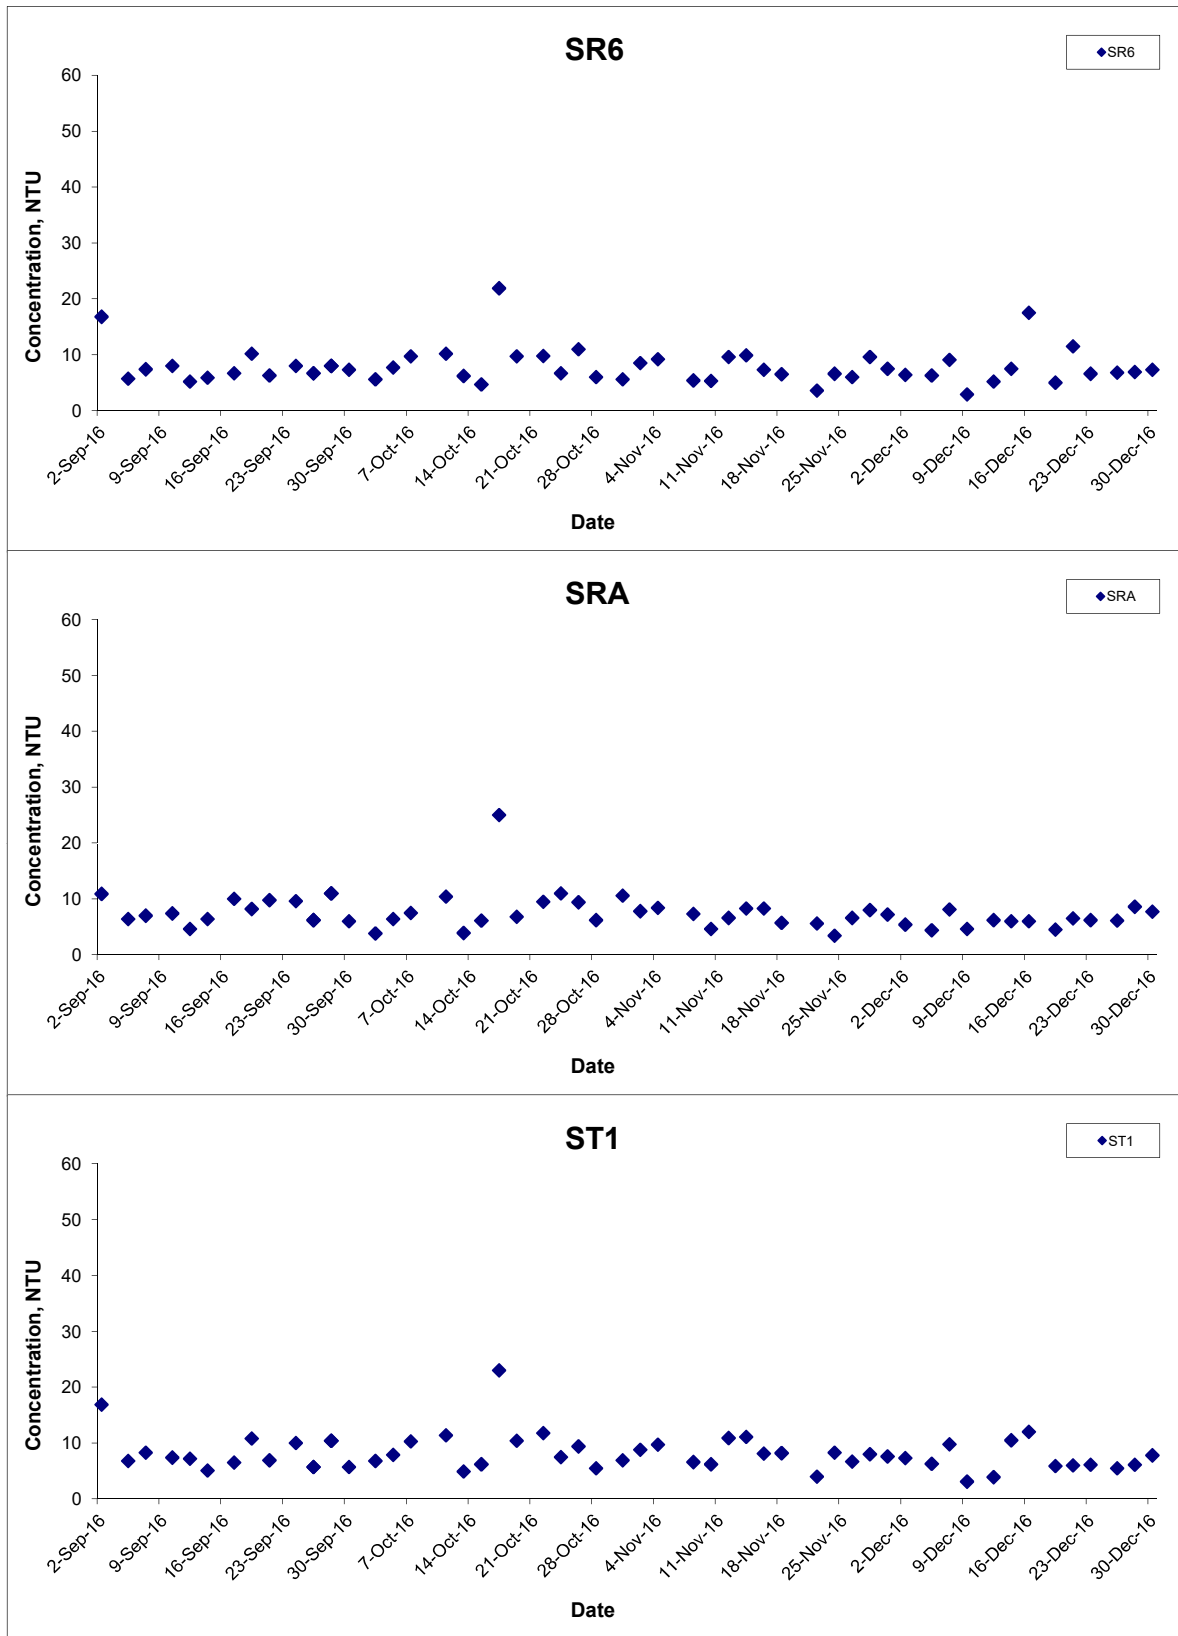 SR6
SR6
60
50
40
30
20
10
0
Concentration, NTU
2-Sep-16
9-Sep-16
16-Sep-16
23-Sep-16
30-Sep-16
7-Oct-16
14-Oct-16
21-Oct-16
28-Oct-16
4-Nov-16
11-Nov-16
18-Nov-16
25-Nov-16
2-Dec-16
9-Dec-16
16-Dec-16
23-Dec-16
30-Dec-16
Date
SRA
SRA
60
50
40
30
20
10
0
Concentration, NTU
2-Sep-16
9-Sep-16
16-Sep-16
23-Sep-16
30-Sep-16
7-Oct-16
14-Oct-16
21-Oct-16
28-Oct-16
4-Nov-16
11-Nov-16
18-Nov-16
25-Nov-16
2-Dec-16
9-Dec-16
16-Dec-16
23-Dec-16
30-Dec-16
Date
ST1
ST1
60
50
40
30
20
10
0
Concentration, NTU
2-Sep-16
9-Sep-16
16-Sep-16
23-Sep-16
30-Sep-16
7-Oct-16
14-Oct-16
21-Oct-16
28-Oct-16
4-Nov-16
11-Nov-16
18-Nov-16
25-Nov-16
2-Dec-16
9-Dec-16
16-Dec-16
23-Dec-16
30-Dec-16
Date